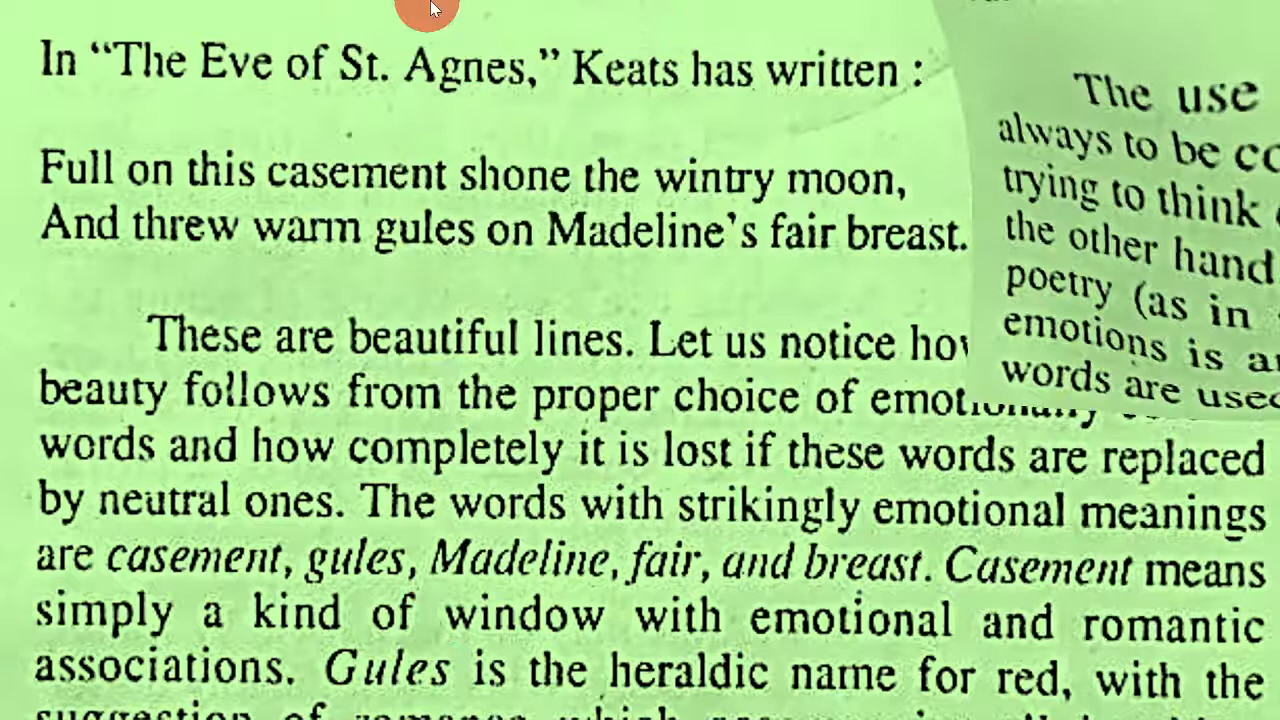 In “The Eve of St. Agnes,” Keats has written :
Full on this casement shone the wintry moon,
And threw warm gules on Madeline’s fair breast.
These are beautiful lines. Let us notice
beauty follows from the proper choice of
words and how completely it is lost if these words are replaced
by neutral ones. The words with strikingly emotional meanings
are casement, gules, Madeline, fair, and breast. Casement means
simply a kind of window with emotional and romantic
associations. Gules is the heraldic name for red, with the
suggestion of romance which
The use
always to be
trying to think
the other hand
poetry (as in
emotions is
words are